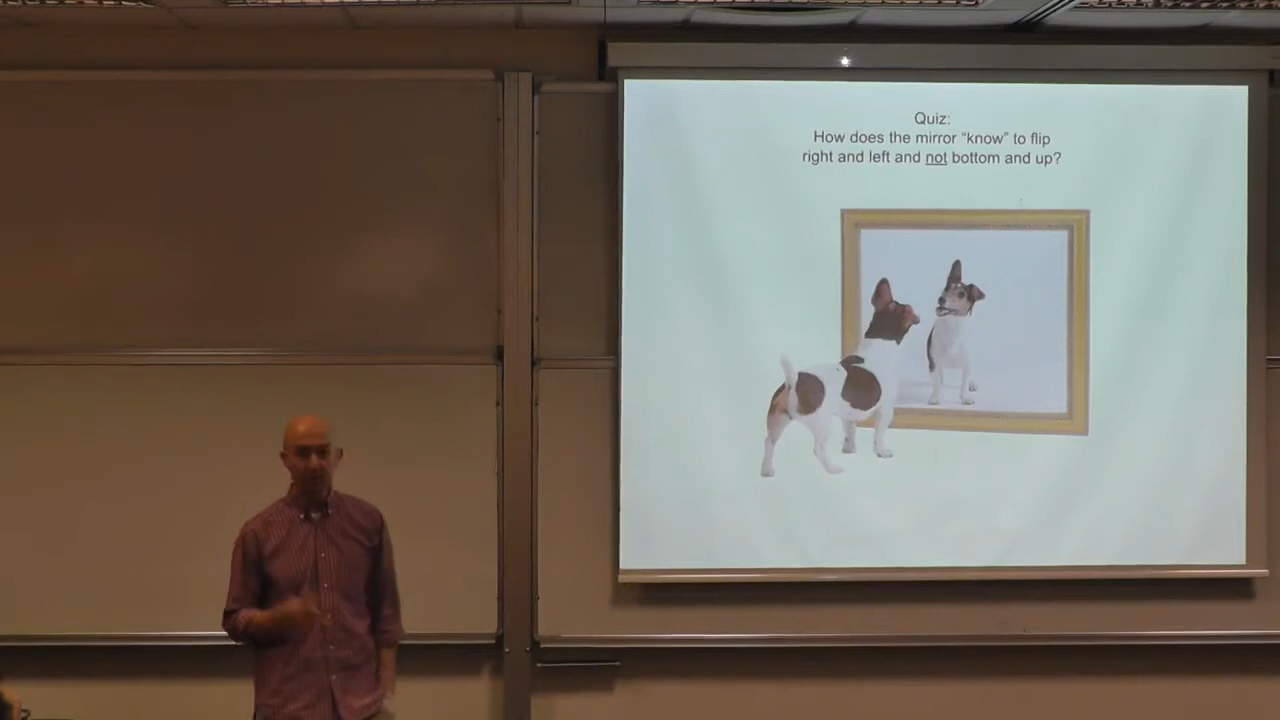 Quiz:
How does the mirror “know” to flip
right and left and not bottom and up?